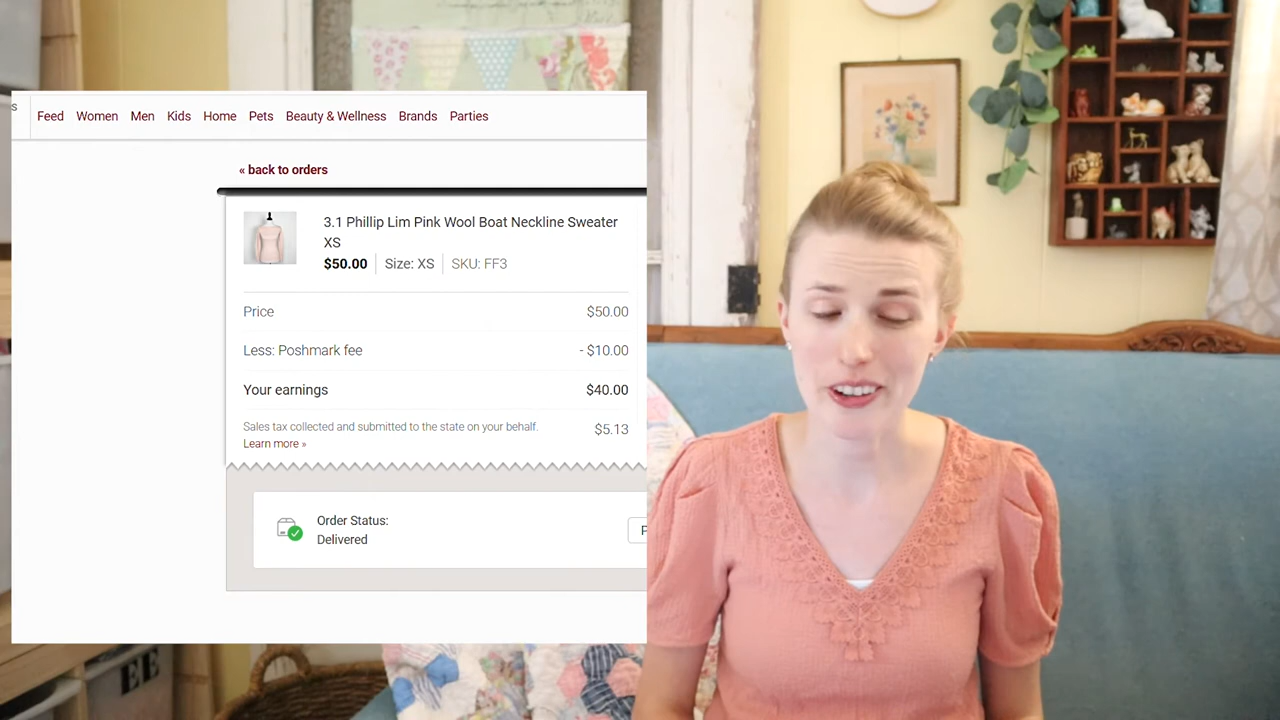 s
Feed Women Men Kids Home Pets Beauty & Wellness Brands Parties
« back to orders
3.1 Phillip Lim Pink Wool Boat Neckline Sweater
XS
$50.00 Size: XS SKU: FF3
Price $50.00
Less: Poshmark fee - $10.00
Your earnings $40.00
Sales tax collected and submitted to the state on your behalf. $5.13
Learn more »
Order Status:
Delivered
P
EE